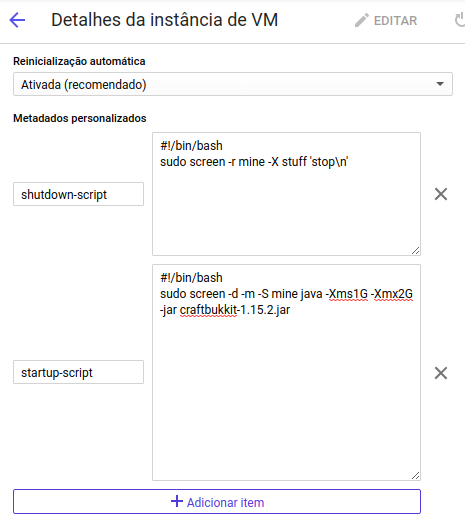 Detalhes da instância de VM
EDITAR
Reinicialização automática
Ativada (recomendado)
Metadados personalizados
shutdown-script
#!/bin/bash
sudo screen -r mine -X stuff 'stop\n'
startup-script
#!/bin/bash
sudo screen -d -m -S mine java -Xms1G -Xmx2G
-jar craftbukkit-1.15.2.jar
Adicionar item